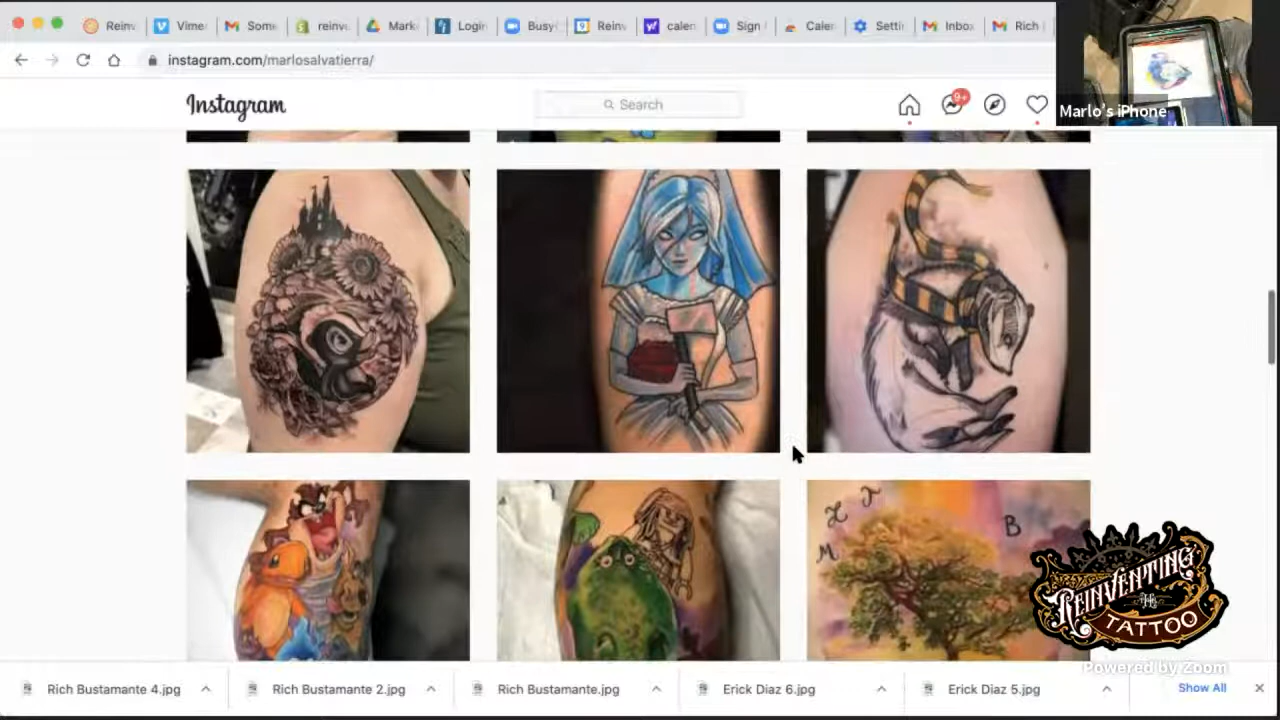 Reinv
Vime
Som
reinv
Mark
Login
Busy
Reinv
calen
Sign
Calen
Setti
Inbo
Rich
instagram.com/marlosalvatierra/
Instagram
Search
9+
Marlo's iPhone
M
H
T
B
REINVENTING
THE
TATTOO
Powered by Zoom
Rich Bustamante 4.jpg
Rich Bustamante 2.jpg
Rich Bustamante.jpg
Erick Diaz 6.jpg
Erick Diaz 5.jpg
Show All